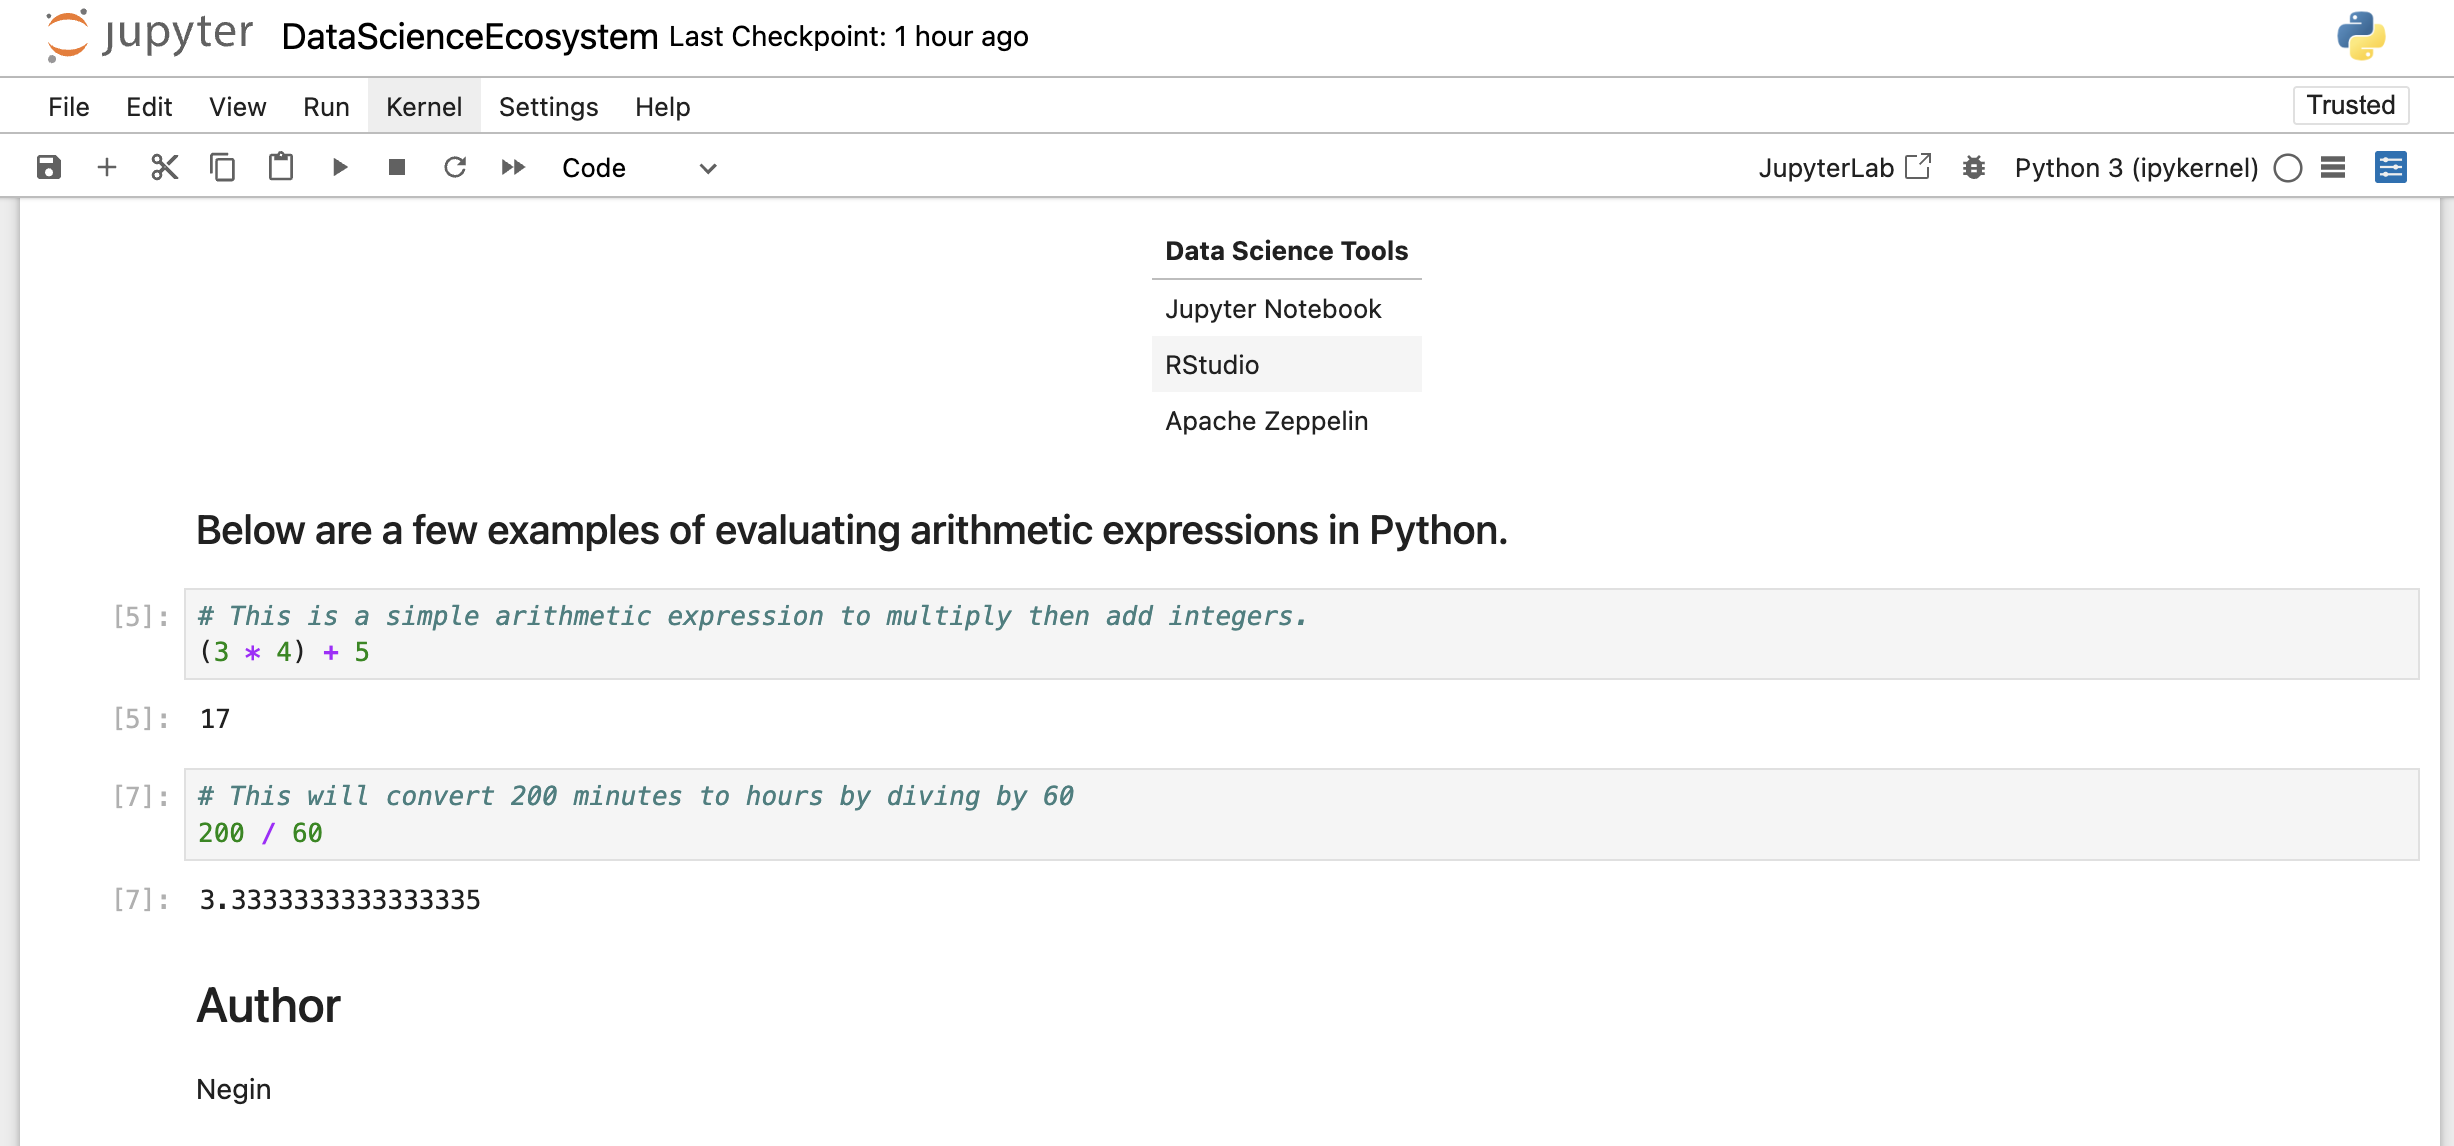 jupyter DataScienceEcosystem Last Checkpoint: 1 hour ago
File Edit View Run Kernel Settings Help Trusted
Code JupyterLab Python 3 (ipykernel)
Data Science Tools
Jupyter Notebook
RStudio
Apache Zeppelin
Below are a few examples of evaluating arithmetic expressions in Python.
[5]: # This is a simple arithmetic expression to multiply then add integers.
(3 * 4) + 5
[5]: 17
[7]: # This will convert 200 minutes to hours by diving by 60
200 / 60
[7]: 3.3333333333333335
Author
Negin